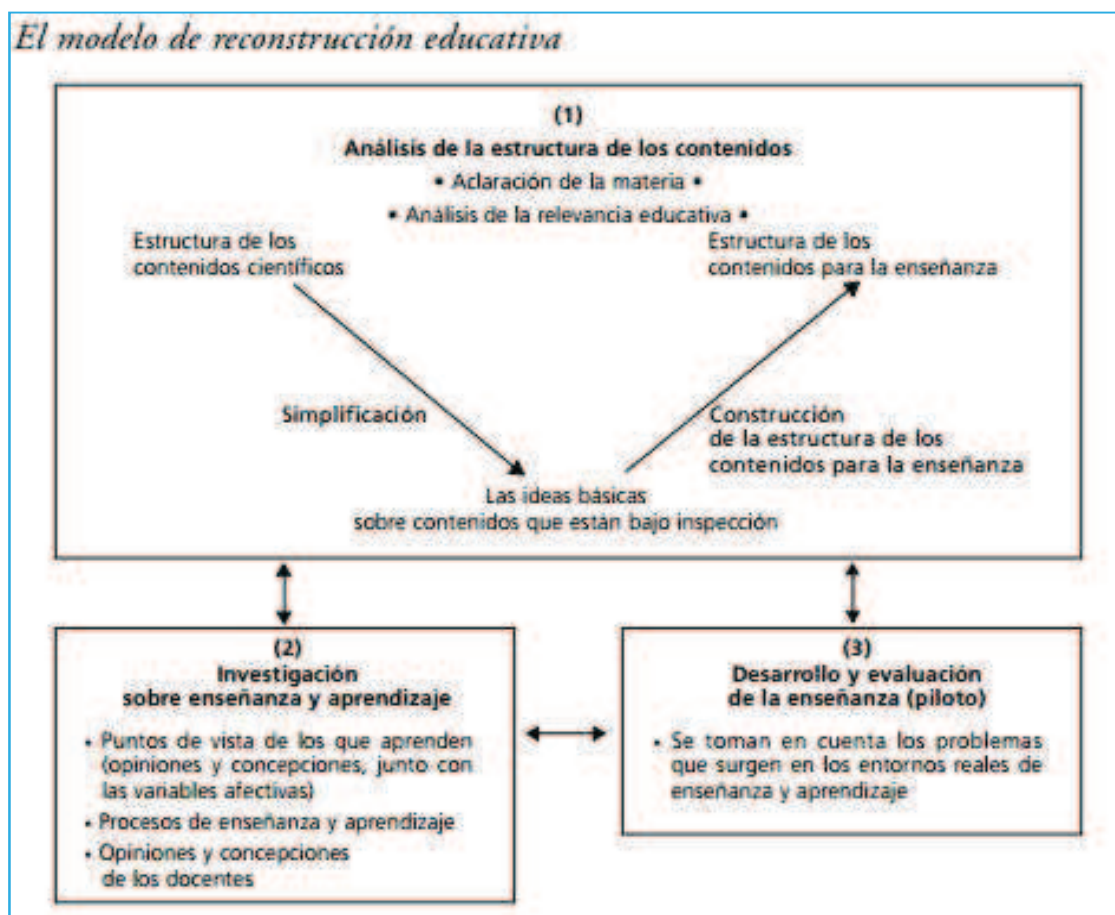 El modelo de reconstrucción educativa
(1)
Análisis de la estructura de los contenidos
• Aclaración de la materia •
• Análisis de la relevancia educativa •
Estructura de los
contenidos científicos
Estructura de los
contenidos para la enseñanza
Simplificación
Construcción
de la estructura de los
contenidos para la enseñanza
Las ideas básicas
sobre contenidos que están bajo inspección
(2)
Investigación
sobre enseñanza y aprendizaje
• Puntos de vista de los que aprenden
(opiniones y concepciones, junto con
las variables afectivas)
• Procesos de enseñanza y aprendizaje
• Opiniones y concepciones
de los docentes
(3)
Desarrollo y evaluación
de la enseñanza (piloto)
• Se toman en cuenta los problemas
que surgen en los entornos reales de
enseñanza y aprendizaje